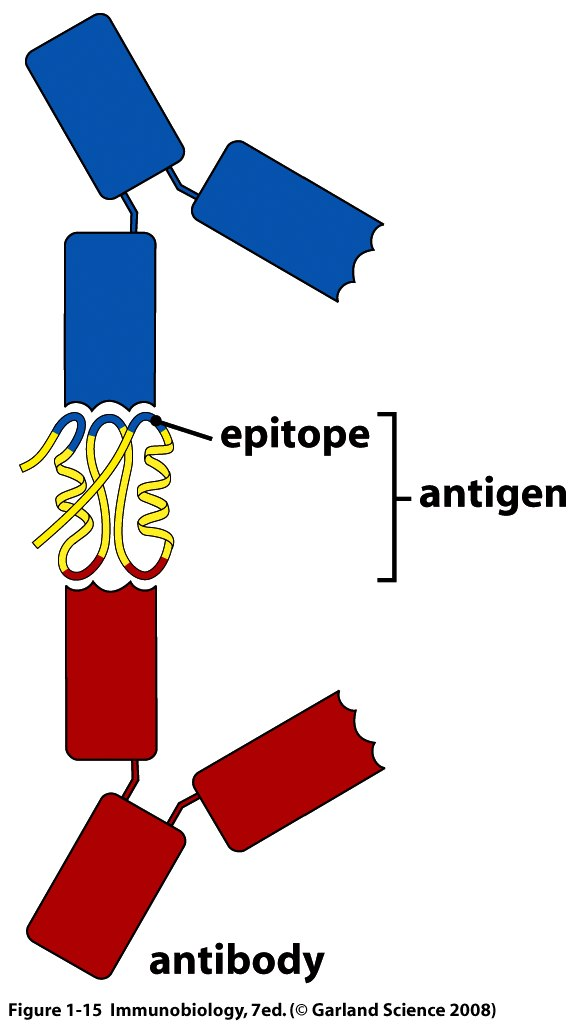 epitope
antigen
antibody
Figure 1-15 Immunobiology, 7ed. (© Garland Science 2008)